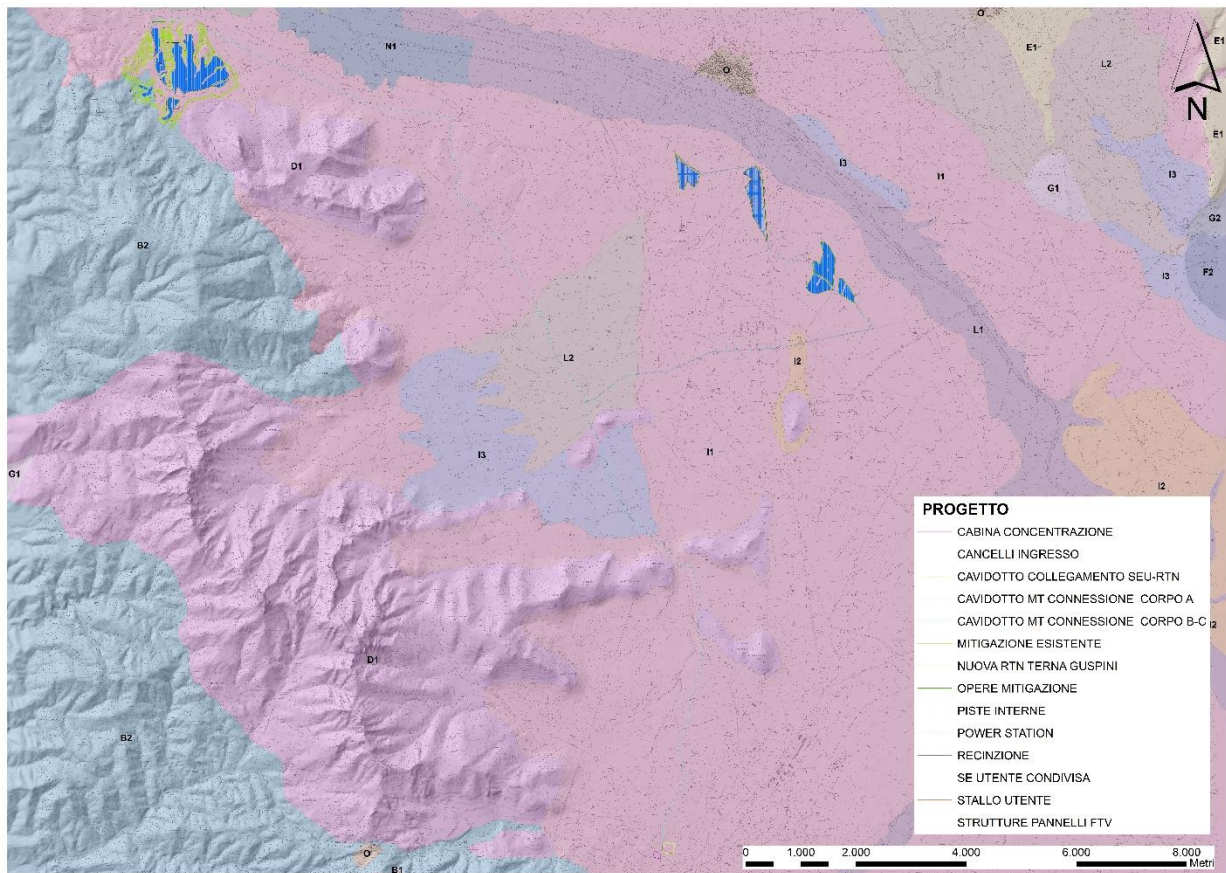 O
E1
E1
N1
O
L2
E1
I3
I3
I1
D1
G1
G2
B2
I3
F2
L1
L2
I2
I3
I1
G1
I2
I2
D1
B2
O
B1
N
PROGETTO
CABINA CONCENTRAZIONE
CANCELLI INGRESSO
CAVIDOTTO COLLEGAMENTO SEU-RTN
CAVIDOTTO MT CONNESSIONE CORPO A
CAVIDOTTO MT CONNESSIONE CORPO B-C
MITIGAZIONE ESISTENTE
NUOVA RTN TERNA GUSPINI
OPERE MITIGAZIONE
PISTE INTERNE
POWER STATION
RECINZIONE
SE UTENTE CONDIVISA
STALLO UTENTE
STRUTTURE PANNELLI FTV
0 1.000 2.000 4.000 6.000 8.000
Metri